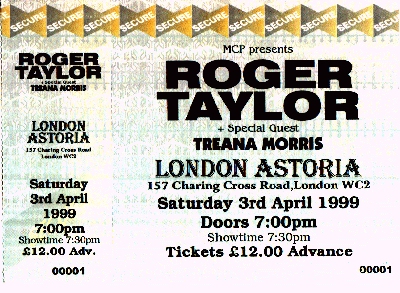 SECURE SECURE SECURE SECURE SECURE SECURE SECURE
ROGER
TAYLOR
+ Special Guest
TREANA MORRIS
LONDON
ASTORIA
157 Charing Cross Road
London WC2
Saturday
3rd April
1999
7:00pm
Showtime 7:30pm
£12.00 Adv.
00001
MCP presents
ROGER
TAYLOR
+ Special Guest
TREANA MORRIS
LONDON ASTORIA
157 Charing Cross Road,London WC2
Saturday 3rd April 1999
Doors 7:00pm
Showtime 7:30pm
Tickets £12.00 Advance
00001